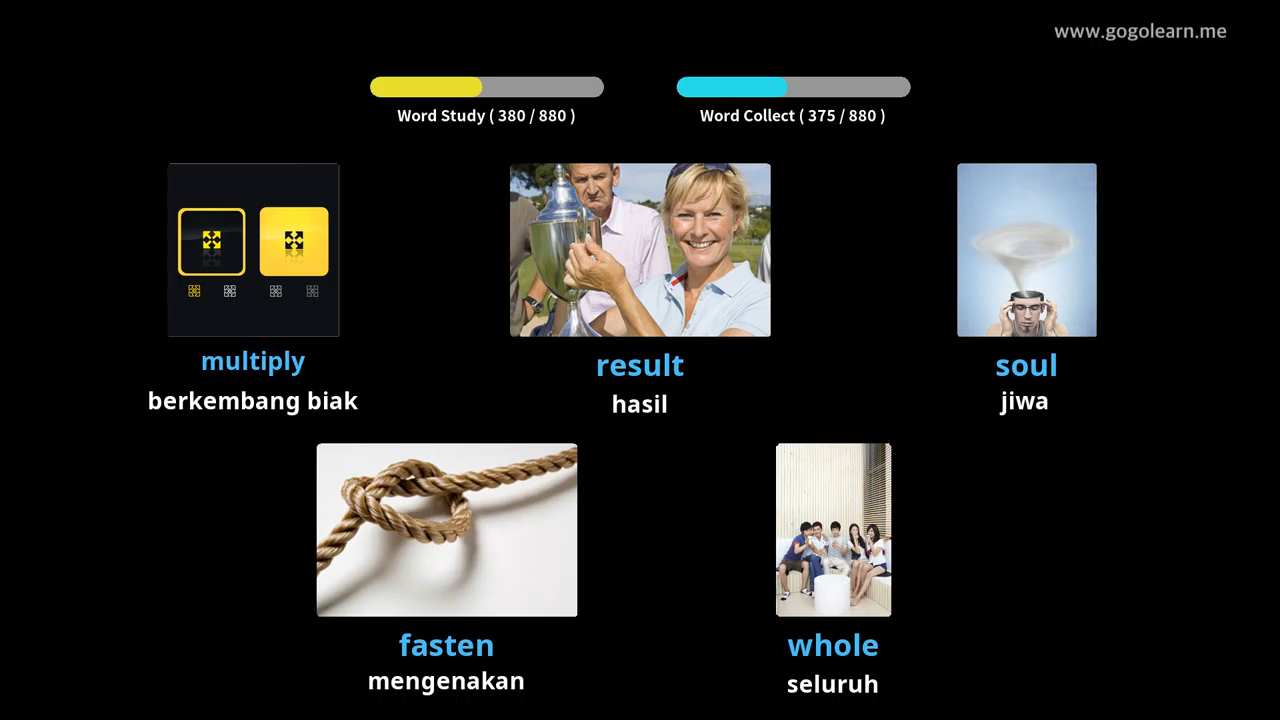 www.gogolearn.me
Word Study ( 380 / 880 )
Word Collect ( 375 / 880 )
multiply
berkembang biak
result
hasil
soul
jiwa
fasten
mengenakan
whole
seluruh